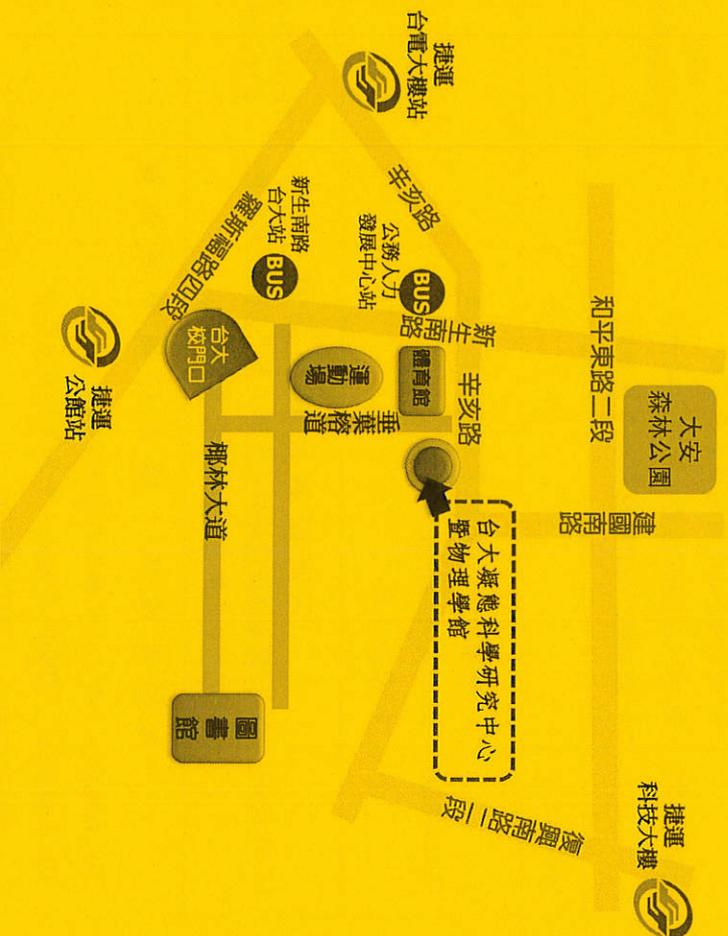 捷運
台電大樓站
辛亥路
新生南路
台大站
BUS
公務人力
發展中心站
BUS
羅斯福路四段
新生南路
和平東路二段
大安
森林公園
捷運
公館站
台大
校門口
運動場
體育館
辛亥路
垂葉榕道
椰林大道
建國南路
台大凝態科學研究中心
暨物理學館
圖書館
復興南路二段
捷運
科技大樓